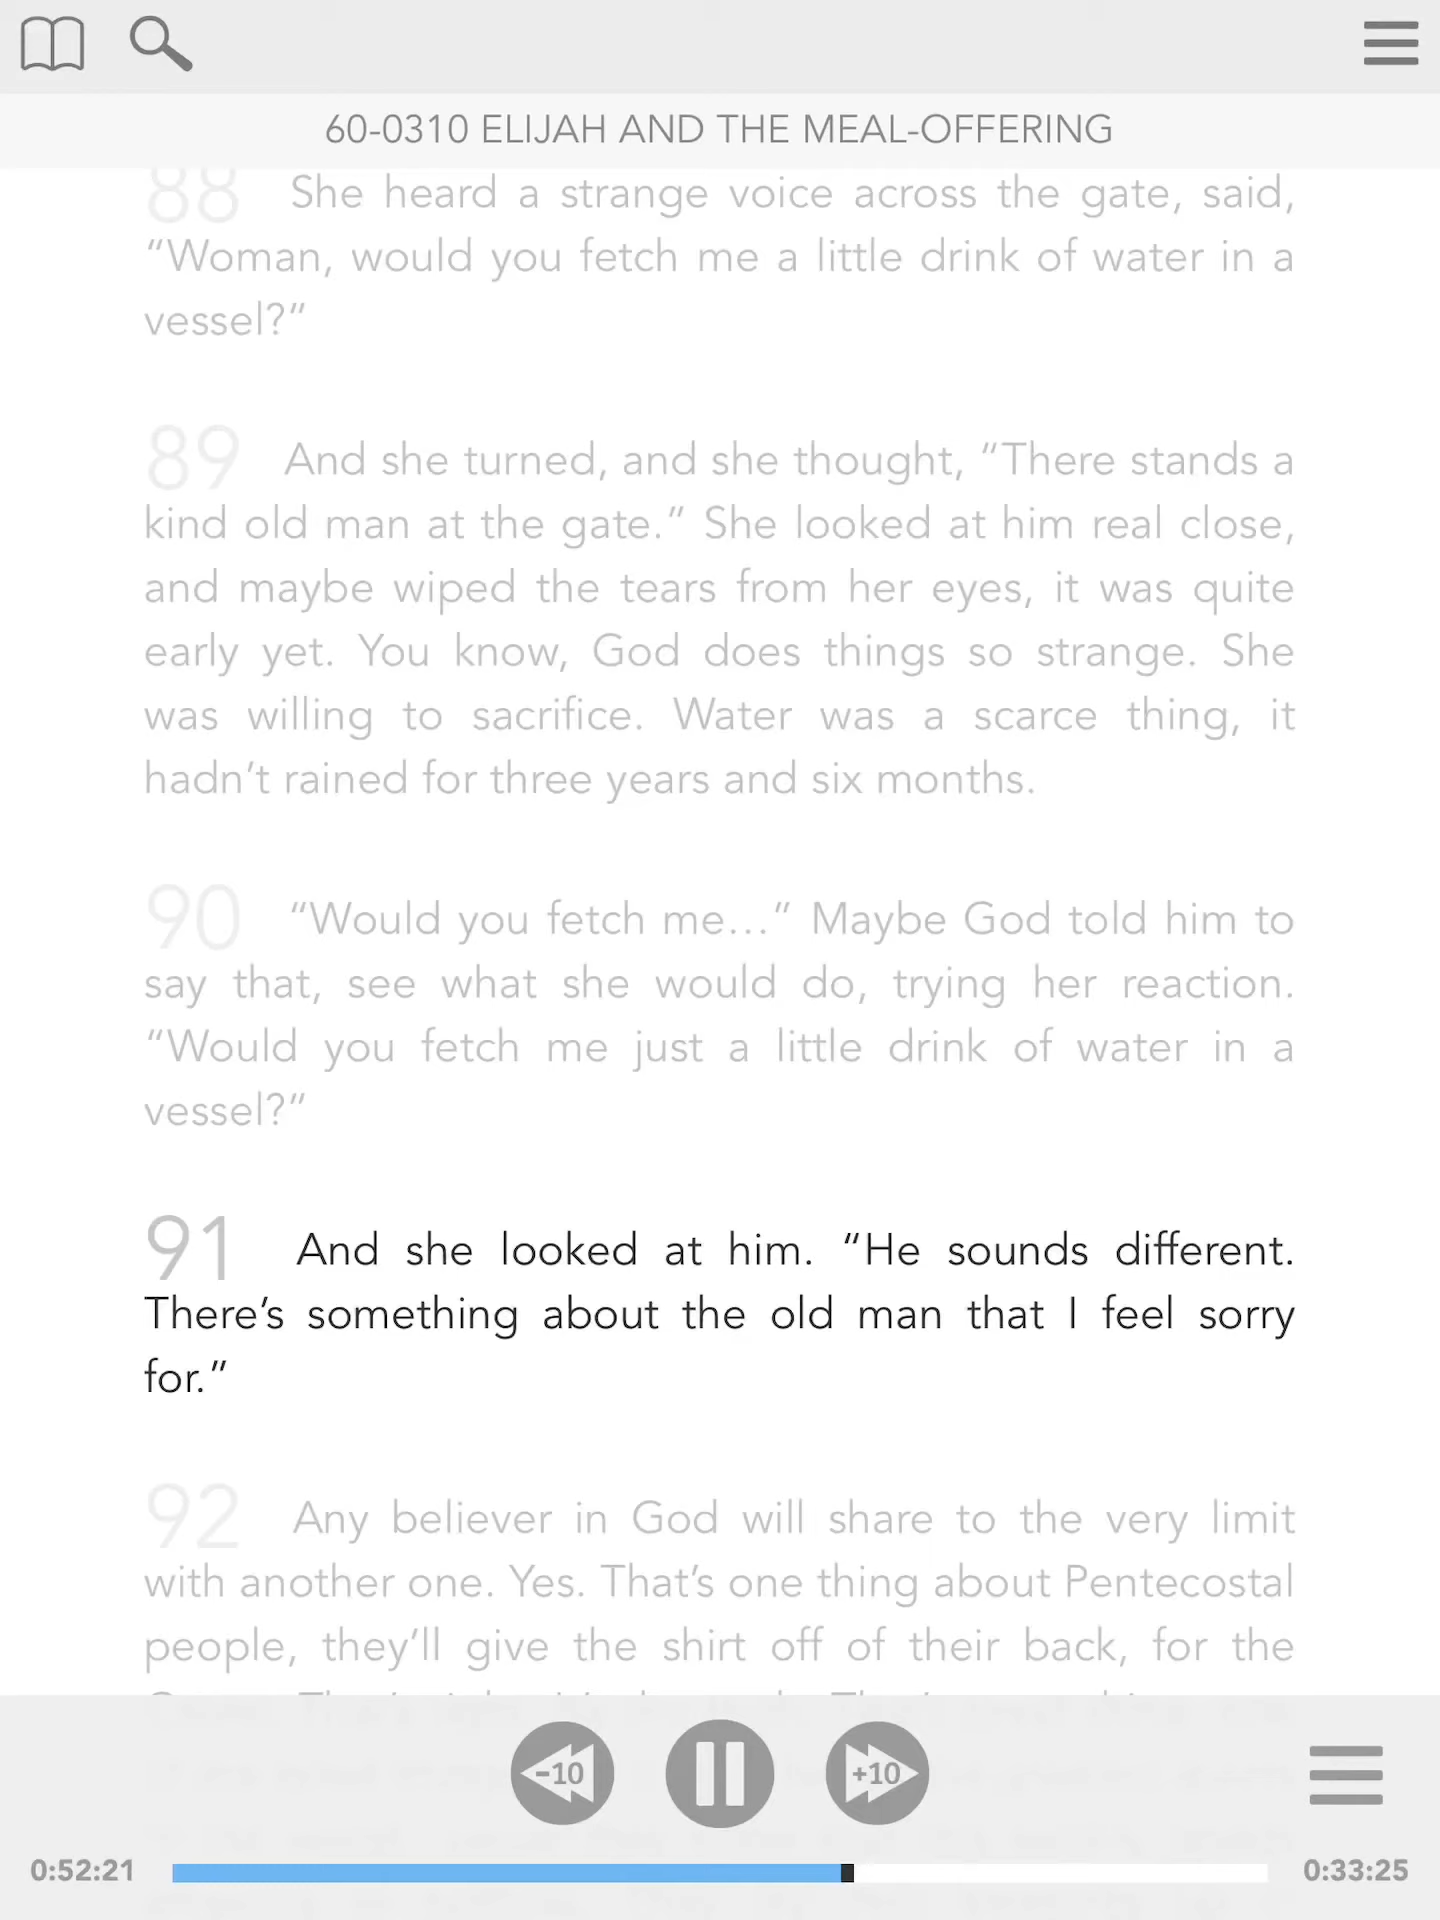 60-0310 ELIJAH AND THE MEAL-OFFERING
88 She heard a strange voice across the gate, said,
“Woman, would you fetch me a little drink of water in a
vessel?”
89 And she turned, and she thought, “There stands a
kind old man at the gate.” She looked at him real close,
and maybe wiped the tears from her eyes, it was quite
early yet. You know, God does things so strange. She
was willing to sacrifice. Water was a scarce thing, it
hadn’t rained for three years and six months.
90 “Would you fetch me…” Maybe God told him to
say that, see what she would do, trying her reaction.
“Would you fetch me just a little drink of water in a
vessel?”
91 And she looked at him. “He sounds different.
There’s something about the old man that I feel sorry
for.”
92 Any believer in God will share to the very limit
with another one. Yes. That’s one thing about Pentecostal
people, they’ll give the shirt off of their back, for the
-10 +10
0:52:21 0:33:25